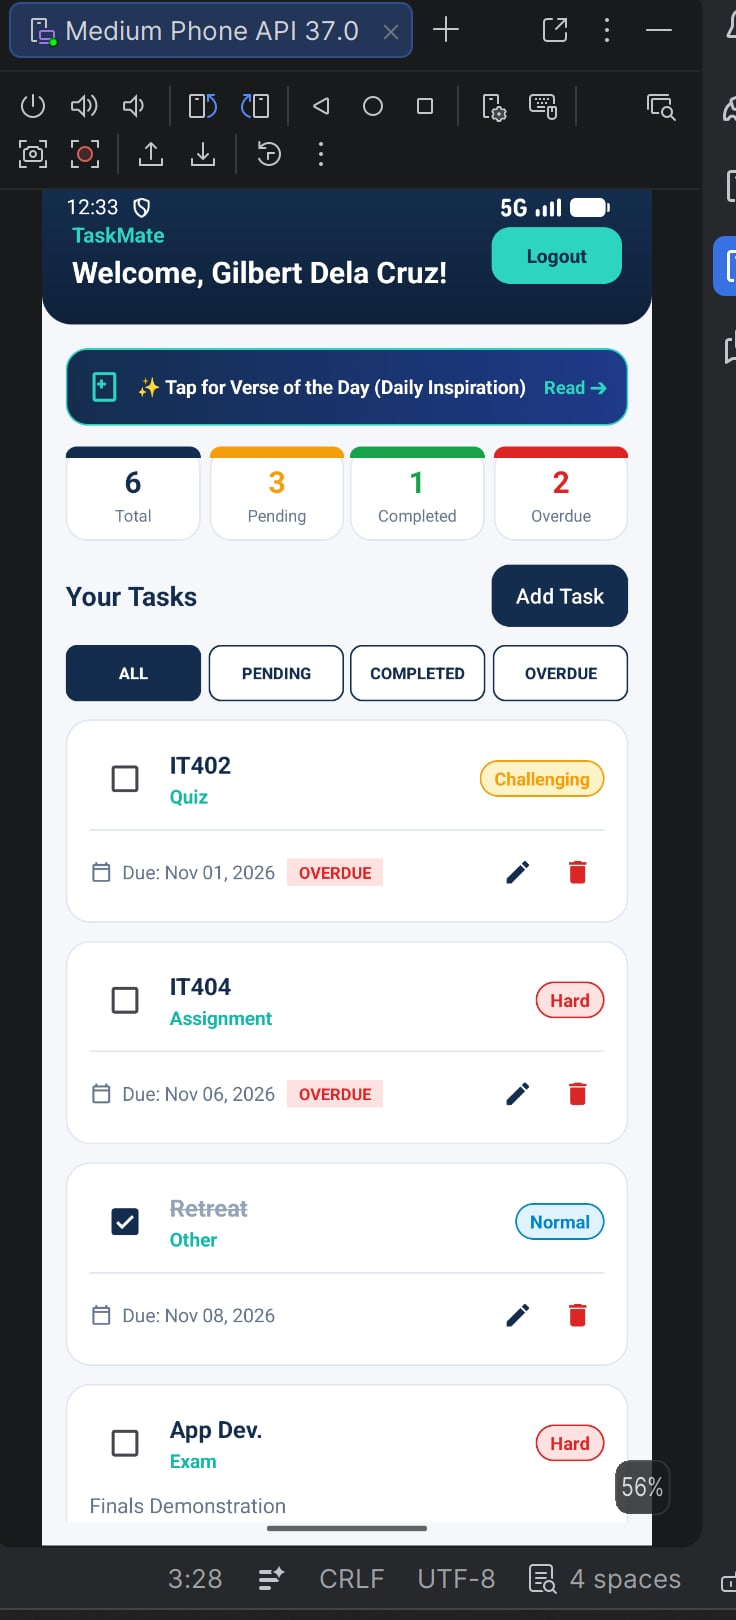 Medium Phone API 37.0
12:33 5G
TaskMate
Welcome, Gilbert Dela Cruz!
Logout
✨ Tap for Verse of the Day (Daily Inspiration) Read →
6 3 1 2
Total Pending Completed Overdue
Your Tasks Add Task
ALL PENDING COMPLETED OVERDUE
IT402
Quiz
Challenging
Due: Nov 01, 2026 OVERDUE
IT404
Assignment
Hard
Due: Nov 06, 2026 OVERDUE
Retreat
Other
Normal
Due: Nov 08, 2026
App Dev.
Exam
Hard
Finals Demonstration
56%
3:28 CRLF UTF-8 4 spaces